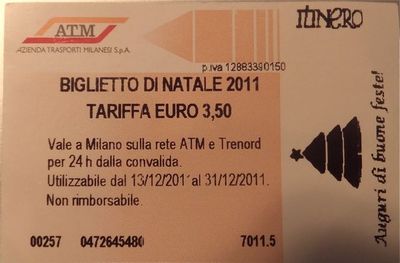 ATM
AZIENDA TRASPORTI MILANESI S.p.A.
ITINERO
p.iva 12883390150
BIGLIETTO DI NATALE 2011
TARIFFA EURO 3,50
Vale a Milano sulla rete ATM e Trenord
per 24 h dalla convalida.
Utilizzabile dal 13/12/201' al 31/12/2011.
Non rimborsabile.
00257 0472645480 7011.5
Auguri di buone feste!